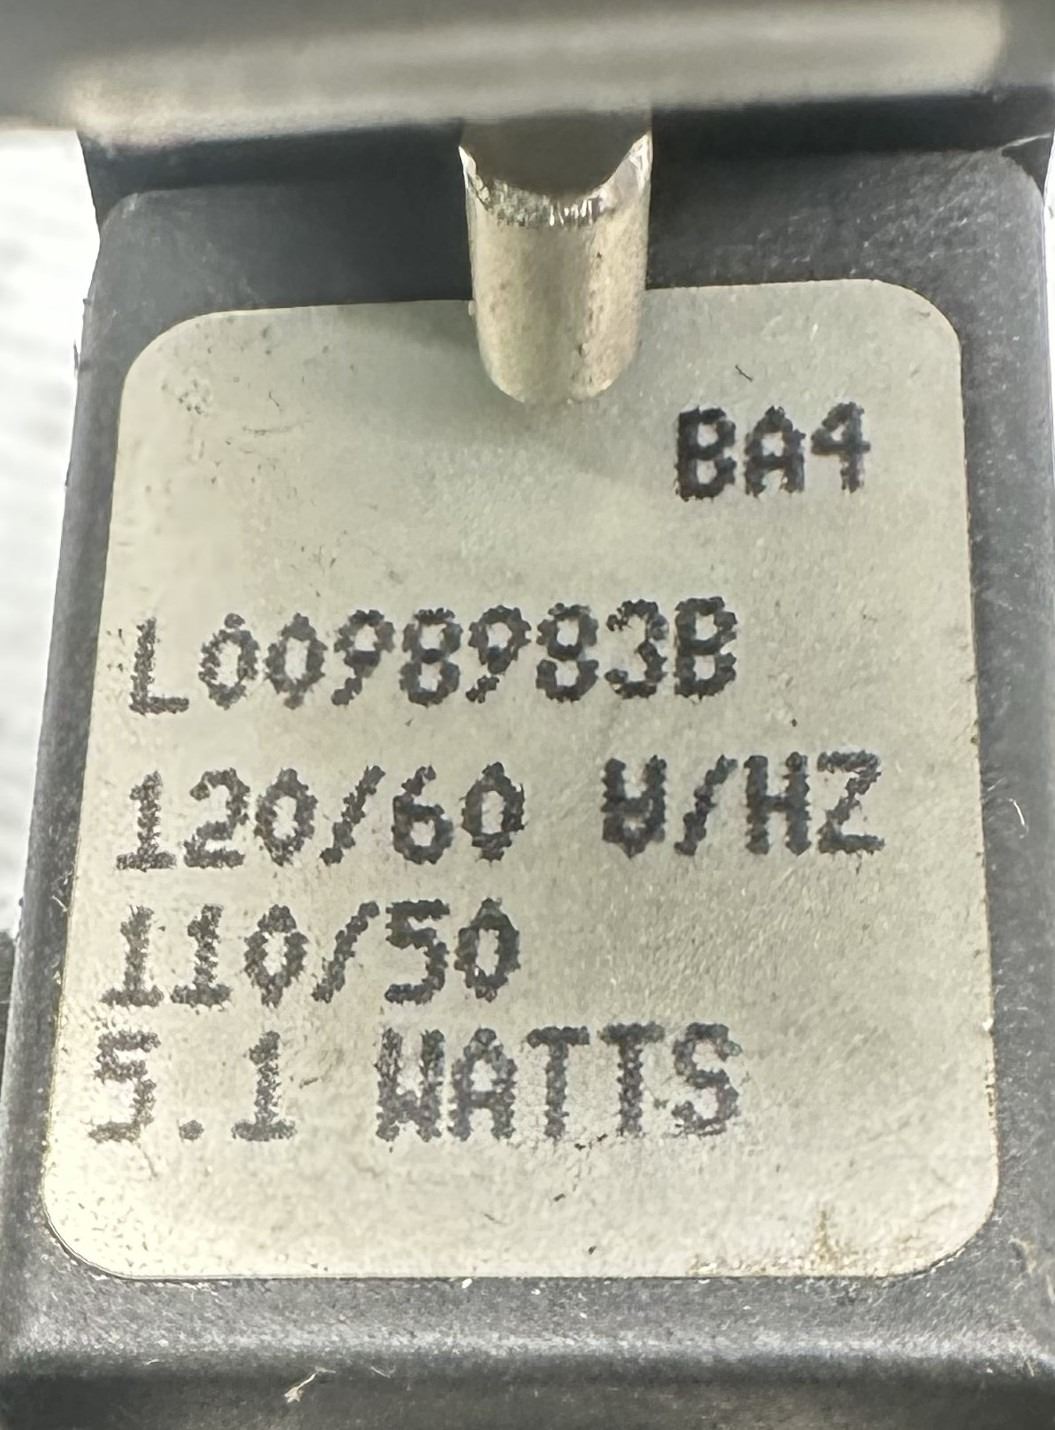 BA4
L0098983B
120/60 V/HZ
110/50
5.1 WATTS